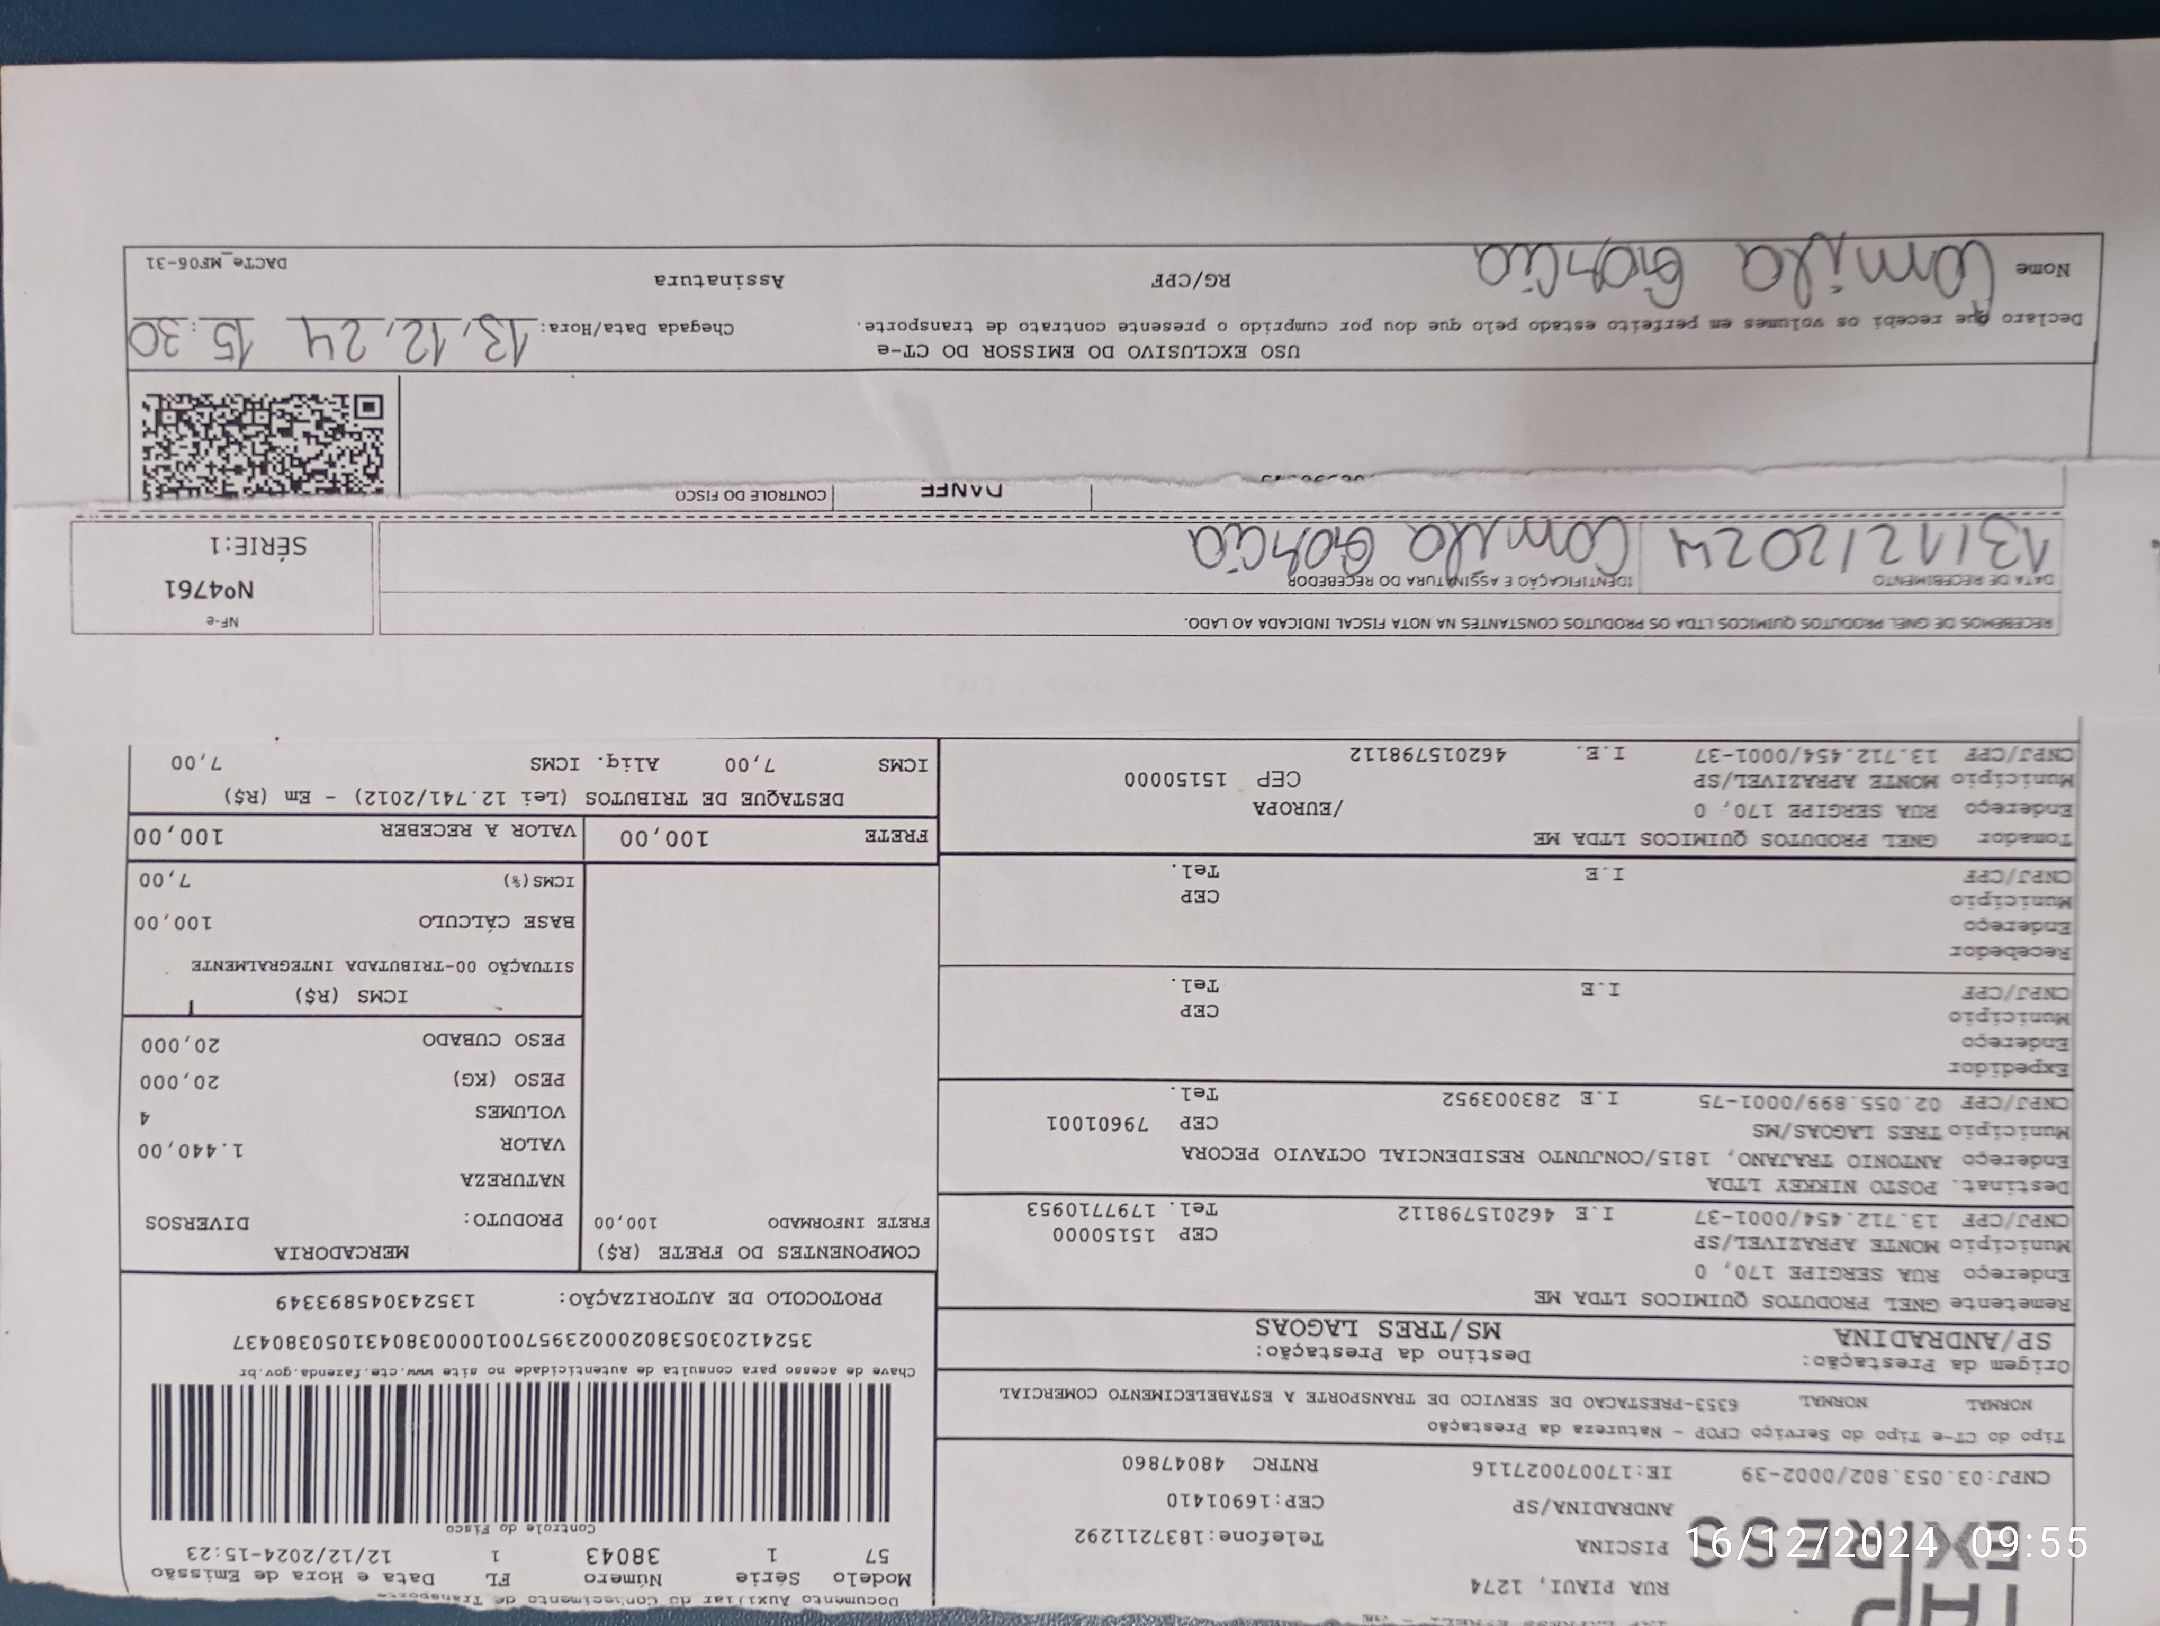 TAP
EXPRESS
RUA PIAUI, 1274
PISCINA
Telefone:1837211292
ANDRADINA/SP
CEP:16901410
CNPJ:03.053.802/0002-39 IE:170070027116 RNTRC 48047860
Tipo do CT-e Tipo do Serviço CFOP - Natureza da Prestação
NORMAL NORMAL 6353-PRESTACAO DE SERVICO DE TRANSPORTE A ESTABELECIMENTO COMERCIAL
Origem da Prestação: Destino da Prestação:
SP/ANDRADINA MS/TRES LAGOAS
Remetente GNEL PRODUTOS QUIMICOS LTDA ME
Endereço RUA SERGIPE 170, 0
Município MONTE APRAZIVEL/SP CEP 15150000
CNPJ/CPF 13.712.454/0001-37 I.E 462015798112 Tel. 1797710953
Destinat. POSTO NIKKEY LTDA
Endereço ANTONIO TRAJANO, 1815/CONJUNTO RESIDENCIAL OCTAVIO PECORA
Município TRES LAGOAS/MS CEP 79601001
CNPJ/CPF 02.055.899/0001-75 I.E 283003952 Tel.
Expedidor
Endereço
Município CEP
CNPJ/CPF I.E Tel.
Recebedor
Endereço
Município CEP
CNPJ/CPF I.E Tel.
Tomador GNEL PRODUTOS QUIMICOS LTDA ME
Endereço RUA SERGIPE 170, 0 /EUROPA
Município MONTE APRAZIVEL/SP CEP 15150000
CNPJ/CPF 13.712.454/0001-37 I.E. 462015798112
Documento Auxiliar do Conhecimento de Transporte
Modelo Série Número FL Data e Hora de Emissão
57 1 38043 1 12/12/2024-15:23
Controle do Fisco
Chave de acesso para consulta de autenticidade no site www.cte.fazenda.gov.br
35241203053802000239570010000380431050380437
PROTOCOLO DE AUTORIZAÇÃO: 135243045893349
COMPONENTES DO FRETE (R$)
FRETE INFORMADO 100,00
MERCADORIA
PRODUTO: DIVERSOS
NATUREZA
VALOR 1.440,00
VOLUMES 4
PESO (KG) 20,000
PESO CUBADO 20,000
ICMS (R$)
SITUAÇÃO 00-TRIBUTADA INTEGRALMENTE
BASE CÁLCULO 100,00
ICMS(%) 7,00
FRETE 100,00 VALOR A RECEBER 100,00
DESTAQUE DE TRIBUTOS (Lei 12.741/2012) - Em (R$)
ICMS 7,00 Aliq. ICMS 7,00
RECEBEMOS DE GNEL PRODUTOS QUIMICOS LTDA OS PRODUTOS CONSTANTES NA NOTA FISCAL INDICADA AO LADO.
NF-e
Nº4761
SÉRIE:1
DATA DE RECEBIMENTO IDENTIFICAÇÃO E ASSINATURA DO RECEBEDOR
13/12/2024 Camila Garcia
DANFE CONTROLE DO FISCO
USO EXCLUSIVO DO EMISSOR DO CT-e
Declaro que recebi os volumes em perfeito estado pelo que dou por cumprido o presente contrato de transporte. Chegada Data/Hora: 13, 12, 24 15:30
Nome Camila Garcia RG/CPF Assinatura
DACTe_MF06-31
16/12/2024 09:55